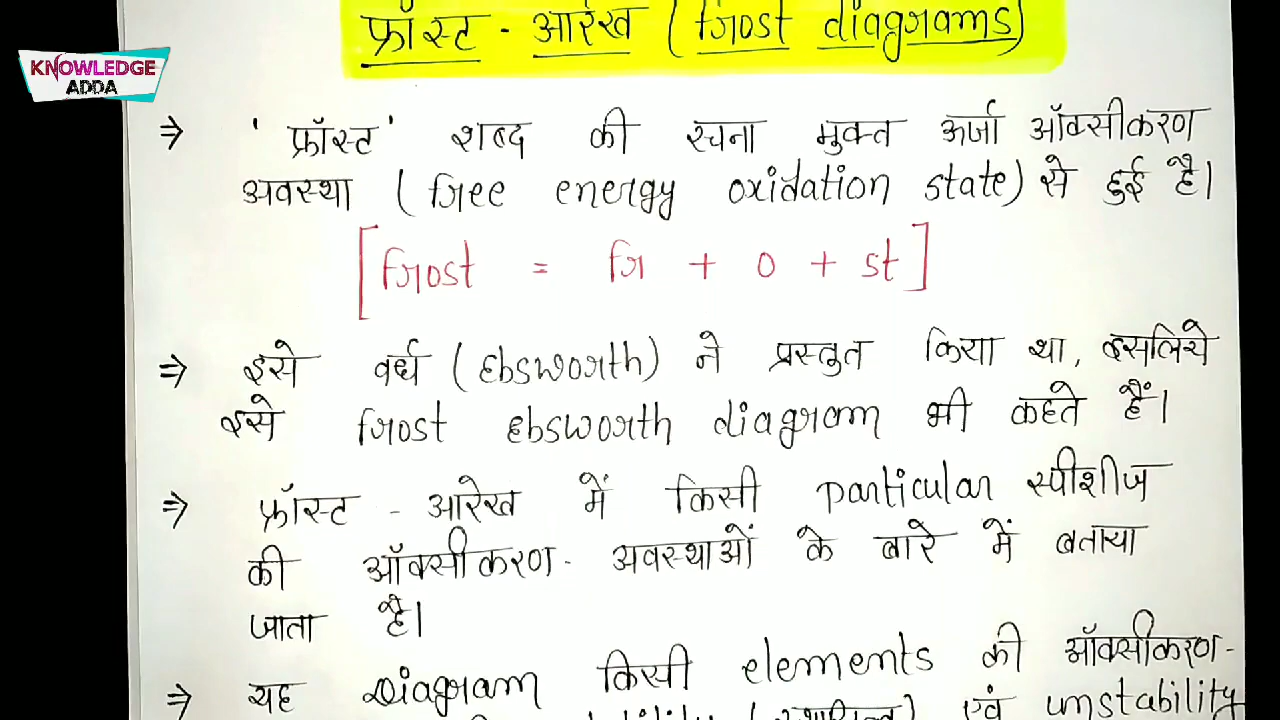 फ्रॉस्ट - आरेख (frost diagrams)
KNOWLEDGE
ADDA
⇒ 'फ्रॉस्ट' शब्द की रचना मुक्त ऊर्जा ऑक्सीकरण
अवस्था (free energy oxidation state) से हुई है।
[frost = fr + o + st]
⇒ इसे वर्थ (Ebsworth) ने प्रस्तुत किया था, इसलिये
इसे frost Ebsworth diagram भी कहते हैं।
⇒ फ्रॉस्ट - आरेख में किसी particular स्पीशीज
की ऑक्सीकरण - अवस्थाओं के बारे में बताया
जाता है।
⇒ यह Diagram किसी elements की ऑक्सीकरण -
एवं unstability